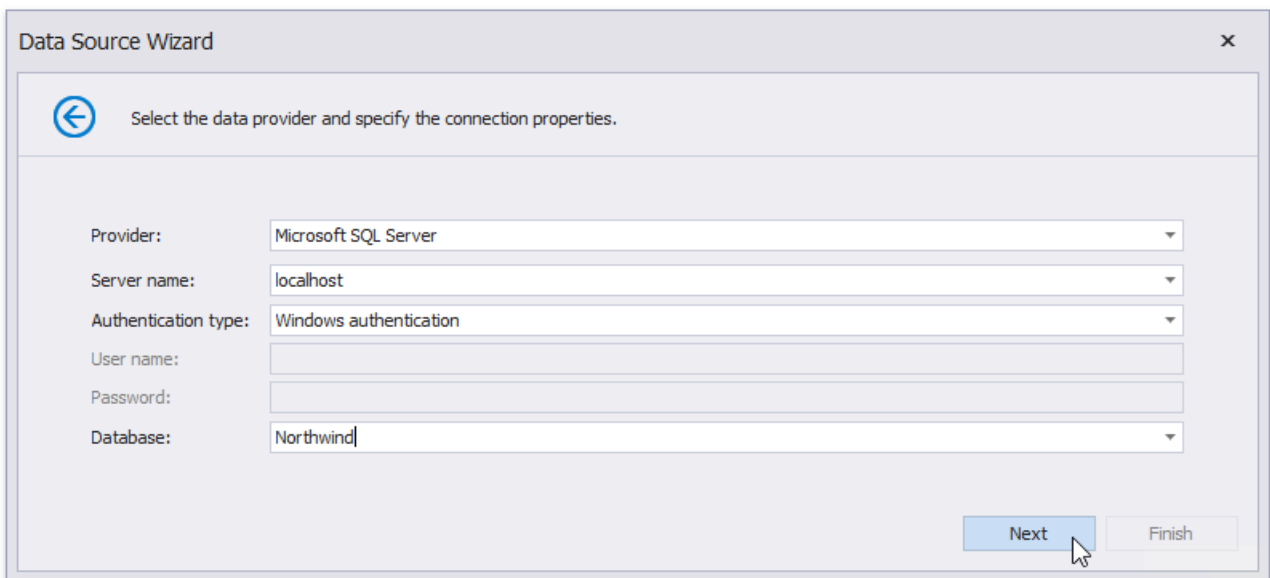 Data Source Wizard
Select the data provider and specify the connection properties.
Provider: Microsoft SQL Server
Server name: localhost
Authentication type: Windows authentication
User name:
Password:
Database: Northwind
Next Finish